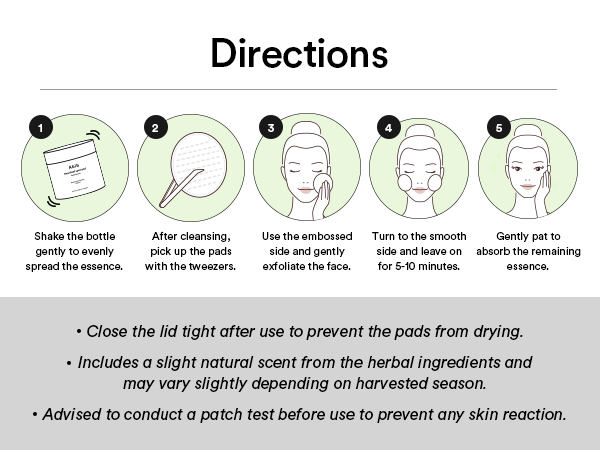 Directions
1
Shake the bottle
gently to evenly
spread the essence.
2
After cleansing,
pick up the pads
with the tweezers.
3
Use the embossed
side and gently
exfoliate the face.
4
Turn to the smooth
side and leave on
for 5-10 minutes.
5
Gently pat to
absorb the remaining
essence.
• Close the lid tight after use to prevent the pads from drying.
• Includes a slight natural scent from the herbal ingredients and
may vary slightly depending on harvested season.
• Advised to conduct a patch test before use to prevent any skin reaction.